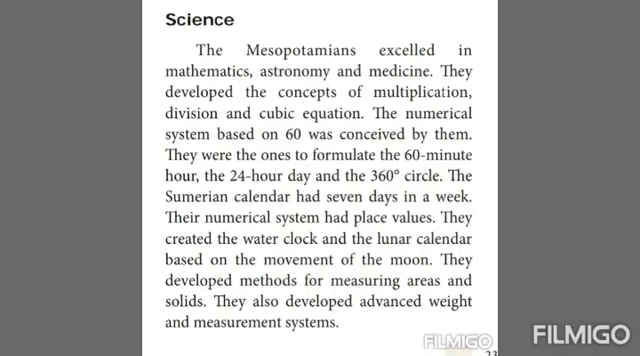 Science
The Mesopotamians excelled in
mathematics, astronomy and medicine. They
developed the concepts of multiplication,
division and cubic equation. The numerical
system based on 60 was conceived by them.
They were the ones to formulate the 60-minute
hour, the 24-hour day and the 360° circle. The
Sumerian calendar had seven days in a week.
Their numerical system had place values. They
created the water clock and the lunar calendar
based on the movement of the moon. They
developed methods for measuring areas and
solids. They also developed advanced weight
and measurement systems.
FILMIGO
FILMIGO
23